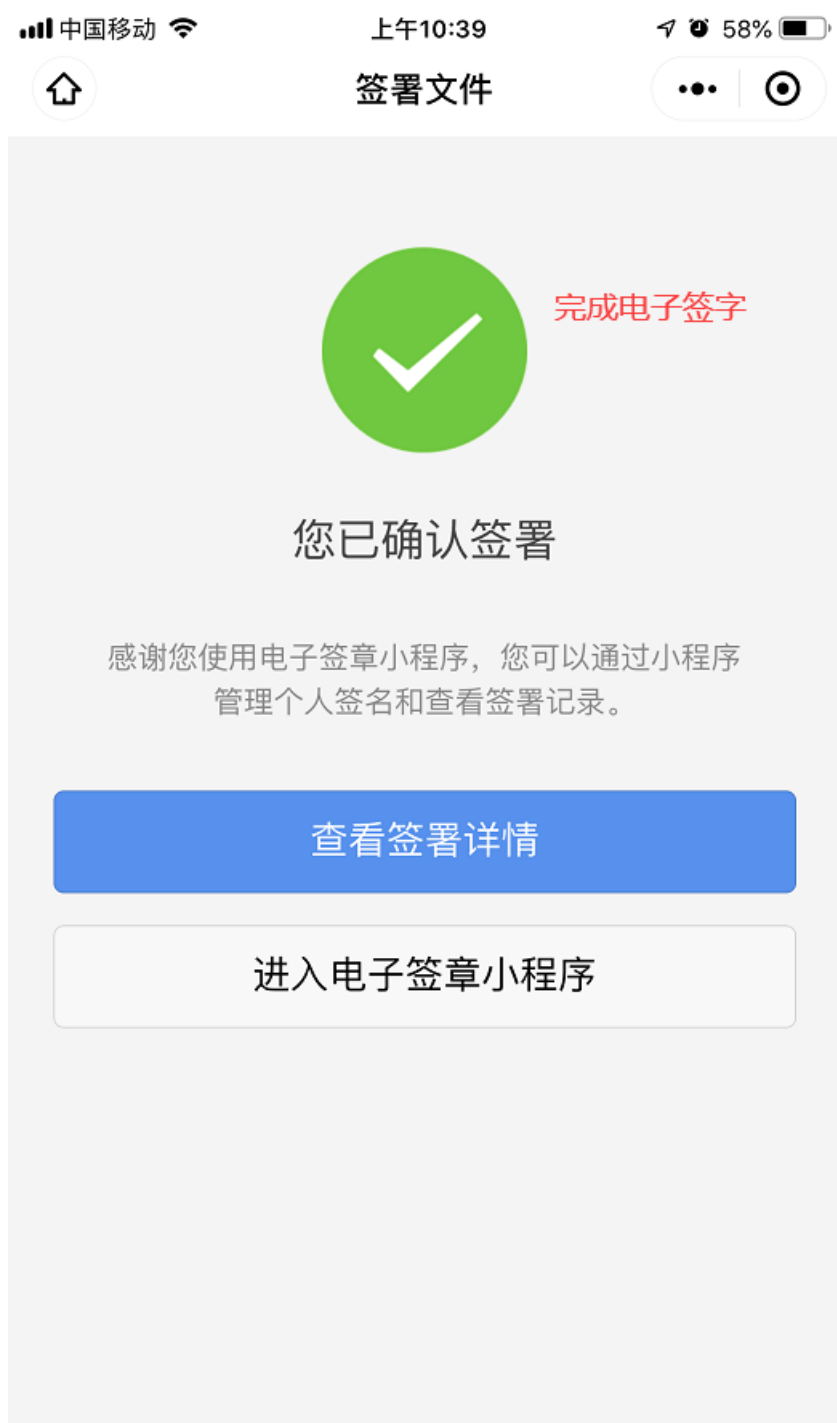 中国移动 上午10:39 58%
签署文件
完成电子签字
您已确认签署
感谢您使用电子签章小程序，您可以通过小程序
管理个人签名和查看签署记录。
查看签署详情
进入电子签章小程序